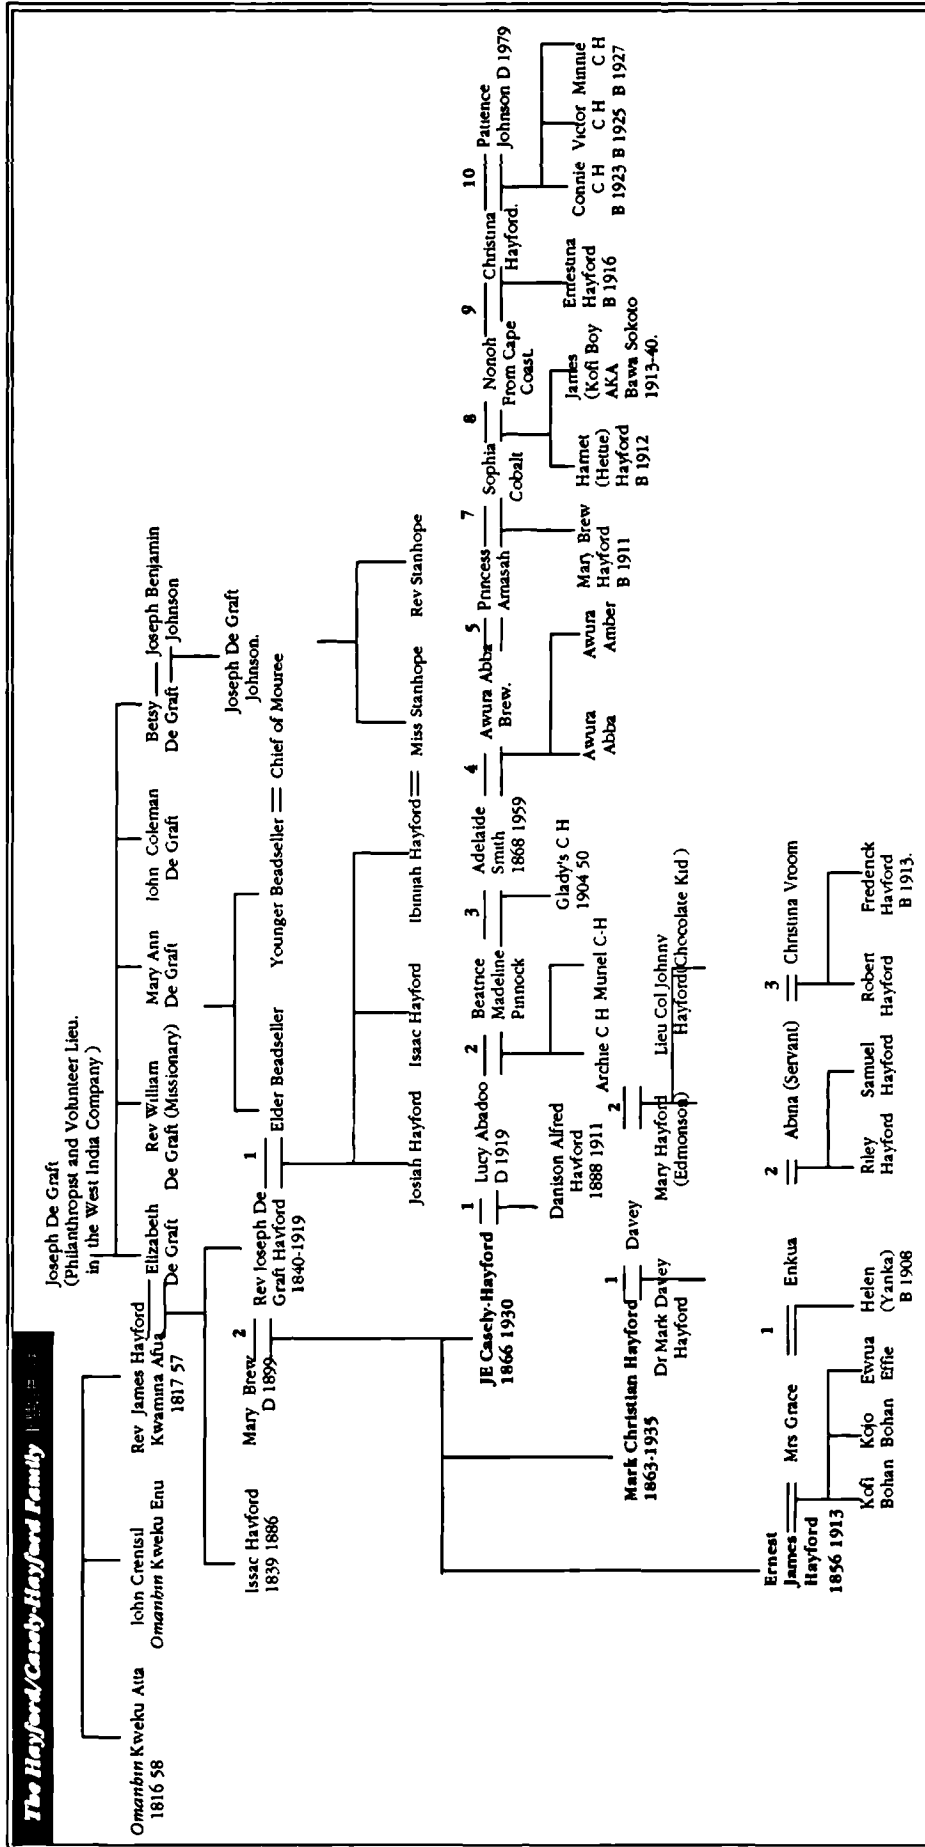 The Hayford/Casely-Hayford Family
Joseph De Graft
(Philanthropist and Volunteer Lieu.
in the West India Company )
Omanhin Kweku Atta
1816 58
John Crentsil
Omanhin Kweku Enu
Rev James Hayford
Kwamina Afua
1817 57
Elizabeth
De Graft
Rev William
De Graft (Missionary)
Mary Ann
De Graft
John Coleman
De Graft
Betsy
De Graft
Joseph Benjamin
Johnson
Joseph De Graft
Johnson.
Issac Hayford
1839 1886
Mary Brew
D 1899
2
Rev Joseph De
Graft Hayford
1840-1919
1
Elder Beadseller
Younger Beadseller
Chief of Mouree
Josiah Hayford
Isaac Hayford
Ibinijah Hayford
Miss Stanhope
Rev Stanhope
JE Casely-Hayford
1866 1930
1
Lucy Abadoo
D 1919
2
Beatrice
Madeline
Pinnock
3
Adelaide
Smith
1868 1959
4
Awura Abba
Brew.
5
Princess
Amasah
7
Sophia
Cobalt
8
Nonoh
From Cape
Coast.
9
Christina
Hayford.
10
Patience
Johnson D 1979
Danison Alfred
Hayford
1888 1911
Archie C H
Muriel C-H
Glady's C H
1904 50
Awura
Abba
Awura
Amber
Mary Brew
Hayford
B 1911
Harriet
(Hettie)
Hayford
B 1912
James
(Kofi Boy
AKA
Bawa Sokoto
1913-40.
Ernestina
Hayford
B 1916
Connie
C H
B 1923
Victor
C H
B 1925
Minnie
C H
B 1927
Mark Christian Hayford
1863-1935
1
Davey
2
Dr Mark Davey
Hayford
Mary Hayford
(Edmonson)
Lieu Col Johnny
Hayford(Chocolate Kid )
Ernest
James
Hayford
1856 1913
Mrs Grace
1
Enkua
2
Abina (Servant)
3
Christina Vroom
Kofi
Bohan
Kojo
Bohan
Ewrua
Effie
Helen
(Yanka)
B 1908
Riley
Hayford
Samuel
Hayford
Robert
Hayford
Frederick
Hayford
B 1913.